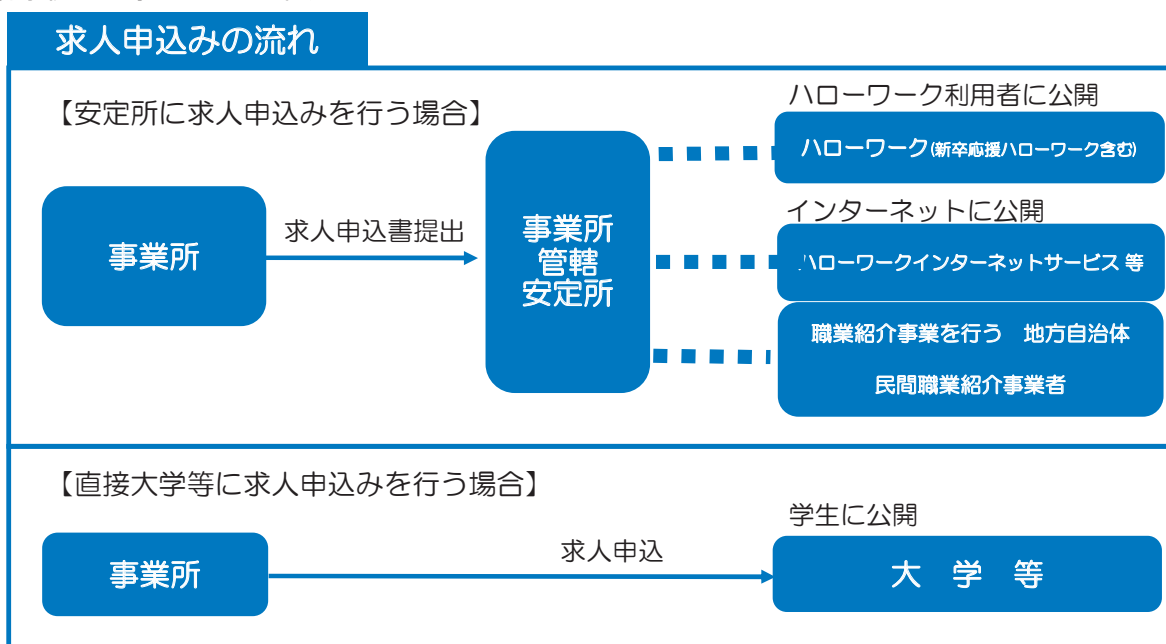 求人申込みの流れ
【安定所に求人申込みを行う場合】
ハローワーク利用者に公開
ハローワーク(新卒応援ハローワーク含む)
インターネットに公開
事業所
求人申込書提出
事業所
管轄
安定所
ハローワークインターネットサービス 等
職業紹介事業を行う 地方自治体
民間職業紹介事業者
【直接大学等に求人申込みを行う場合】
学生に公開
事業所
求人申込
大 学 等